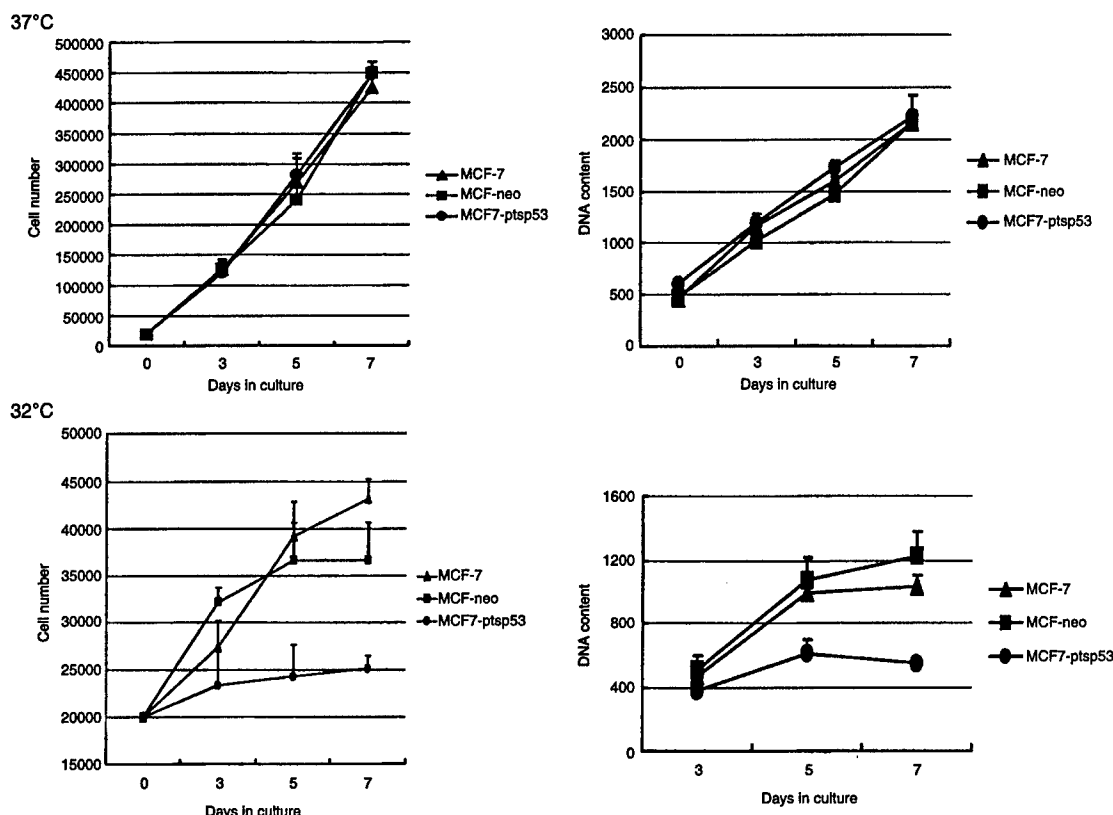 37°C
500000
450000
400000
350000
300000
250000
200000
150000
100000
50000
0
Cell number
0 3 5 7
Days in culture
MCF-7
MCF-neo
MCF7-ptsp53
3000
2500
2000
1500
1000
500
0
DNA content
0 3 5 7
Days in culture
MCF-7
MCF-neo
MCF7-ptsp53
32°C
50000
45000
40000
35000
30000
25000
20000
15000
Cell number
0 3 5 7
Days in culture
MCF-7
MCF-neo
MCF7-ptsp53
1600
1200
800
400
0
DNA content
3 5 7
Days in culture
MCF-7
MCF-neo
MCF7-ptsp53